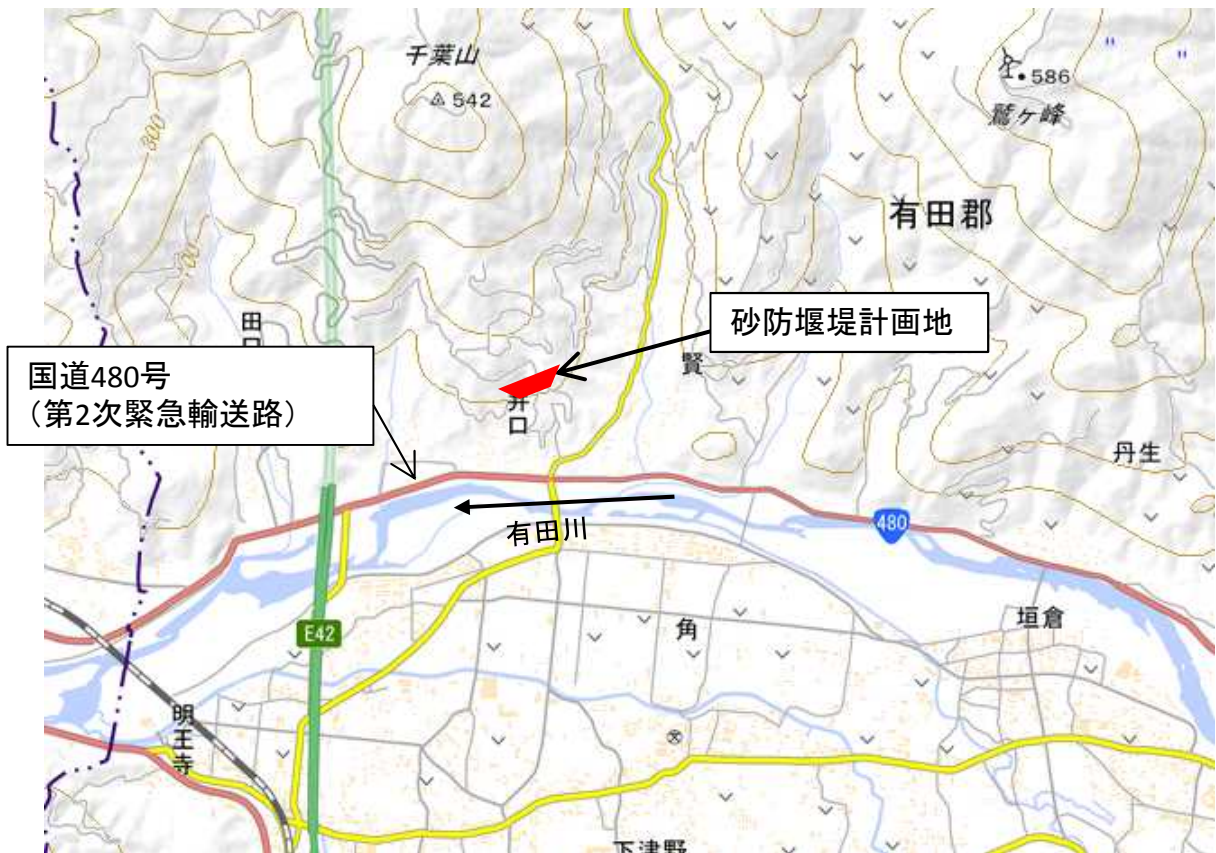 千葉山
542
586
鷲ヶ峰
300
有田郡
砂防堰堤計画地
賢
国道480号
（第2次緊急輸送路）
井口
丹生
有田川
480
E42
角
垣倉
明王寺
下津野